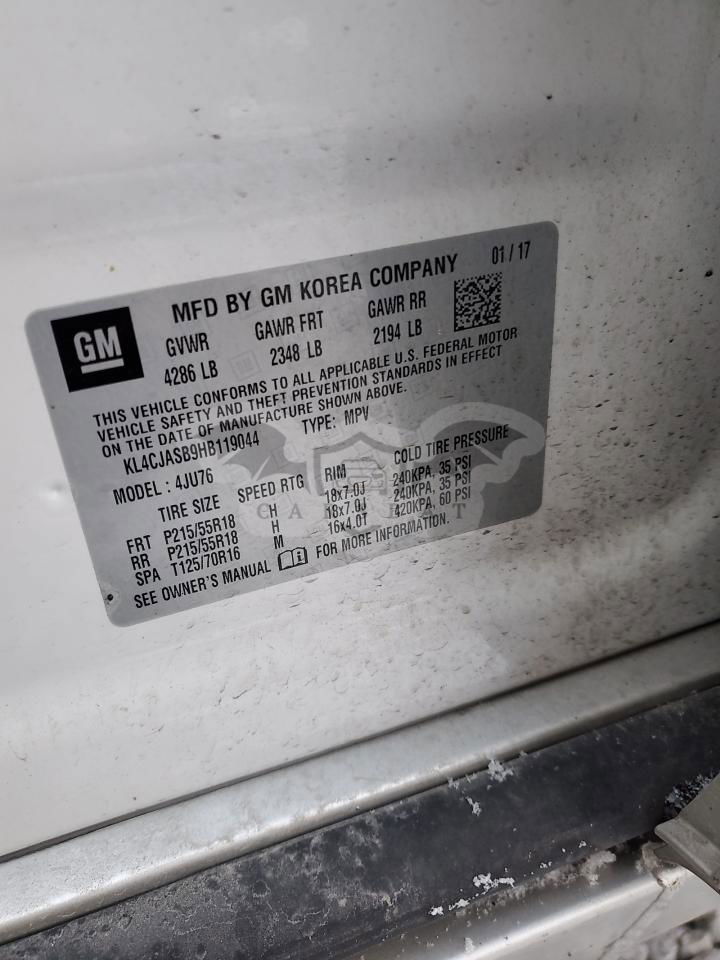 GM
MFD BY GM KOREA COMPANY 01 / 17
GVWR GAWR FRT GAWR RR
4286 LB 2348 LB 2194 LB
THIS VEHICLE CONFORMS TO ALL APPLICABLE U.S. FEDERAL MOTOR
VEHICLE SAFETY AND THEFT PREVENTION STANDARDS IN EFFECT
ON THE DATE OF MANUFACTURE SHOWN ABOVE.
KL4CJASB9HB119044 TYPE: MPV
MODEL : 4JU76
TIRE SIZE SPEED RTG RIM COLD TIRE PRESSURE
FRT P215/55R18 H 18x7.0J 240KPA, 35 PSI
RR P215/55R18 H 18x7.0J 240KPA, 35 PSI
SPA T125/70R16 M 16x4.0T 420KPA, 60 PSI
SEE OWNER'S MANUAL FOR MORE INFORMATION.